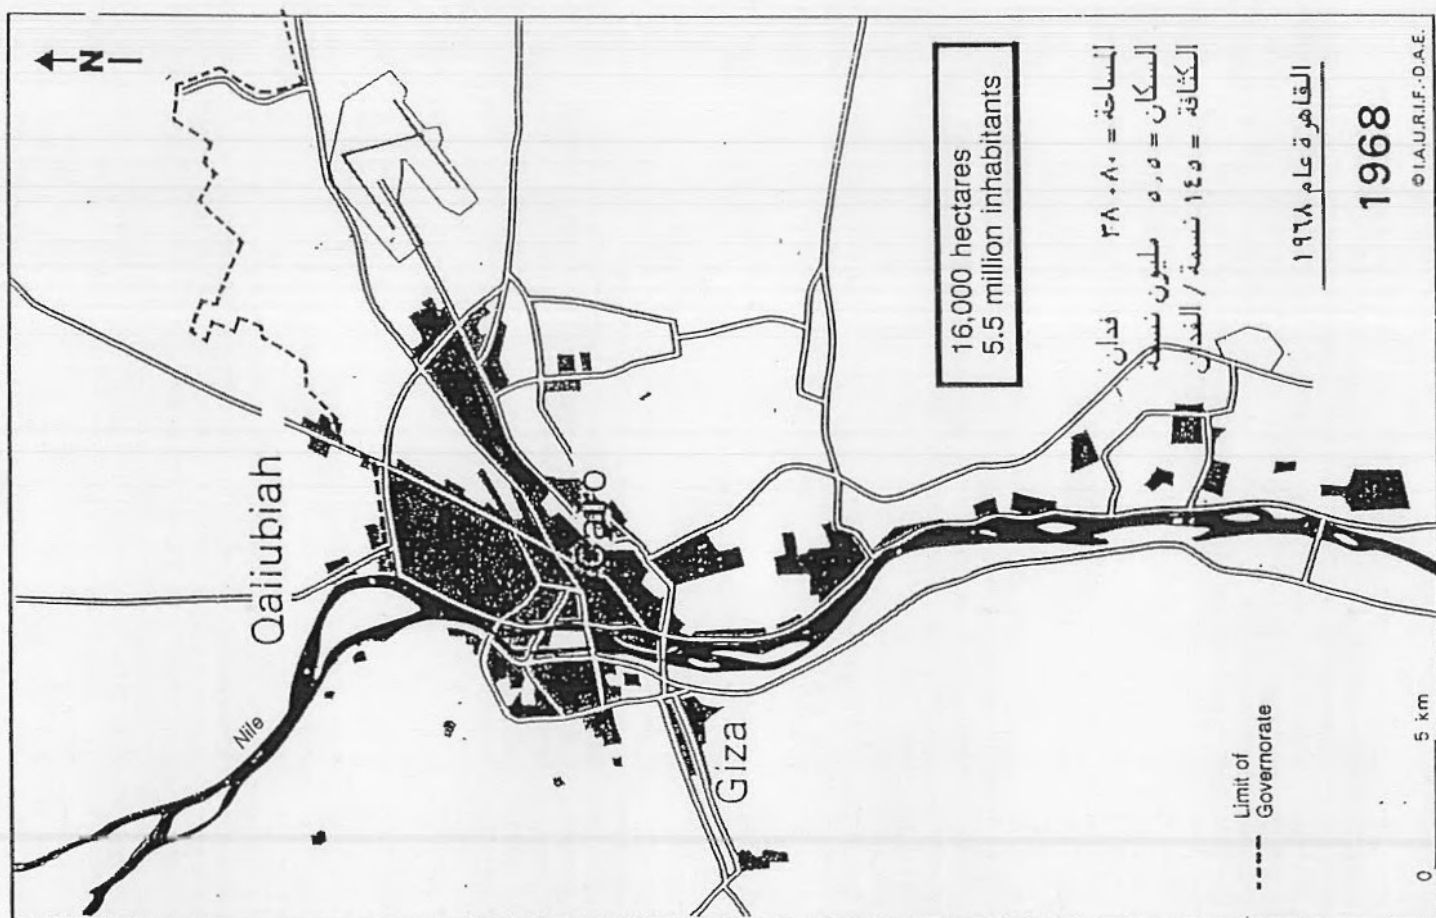 N
Qaliubiah
Nile
Cairo
Giza
16,000 hectares
5.5 million inhabitants
المساحة = ٣٨٠٨٠ فدان
السكان = ٥,٥ مليون نسمة
الكثافة = ١٤٥ نسمة / الفدان
القاهرة عام ١٩٦٨
1968
© I.A.U.R.I.F.-D.A.E.
Limit of
Governorate
0 5 km